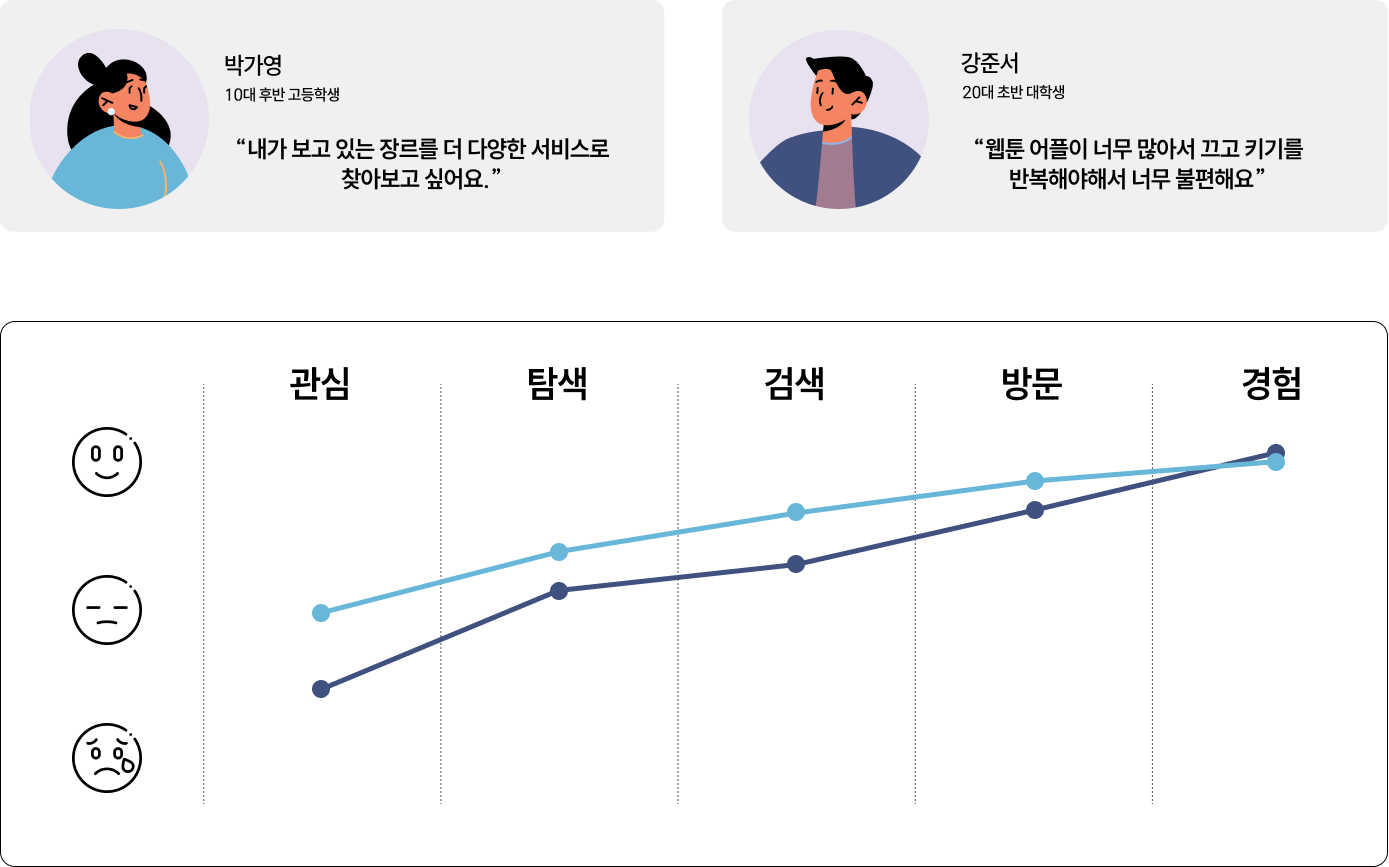 박가영
10대 후반 고등학생
“내가 보고 있는 장르를 더 다양한 서비스로
찾아보고 싶어요.”
강준서
20대 초반 대학생
“웹툰 어플이 너무 많아서 끄고 키기를
반복해야해서 너무 불편해요”
관심 탐색 검색 방문 경험